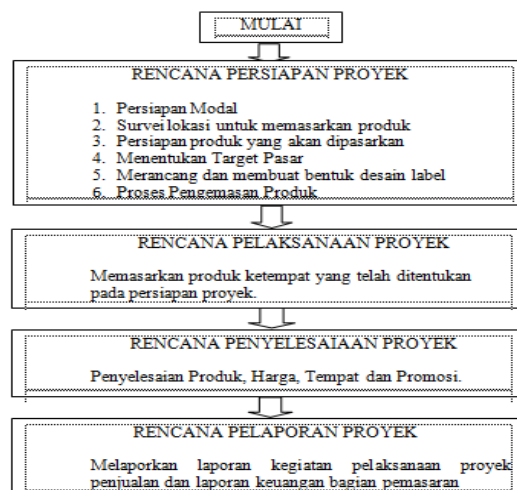 MULAI
RENCANA PERSIAPAN PROYEK
1. Persiapan Modal
2. Survei lokasi untuk memasarkan produk
3. Persiapan produk yang akan dipasarkan
4. Menentukan Target Pasar
5. Merancang dan membuat bentuk desain label
6. Proses Pengemasan Produk
RENCANA PELAKSANAAN PROYEK
Memasarkan produk ketempat yang telah ditentukan
pada persiapan proyek.
RENCANA PENYELESAIAAN PROYEK
Penyelesaian Produk, Harga, Tempat dan Promosi.
RENCANA PELAPORAN PROYEK
Melaporkan laporan kegiatan pelaksanaan proyek
penjualan dan laporan keuangan bagian pemasaran